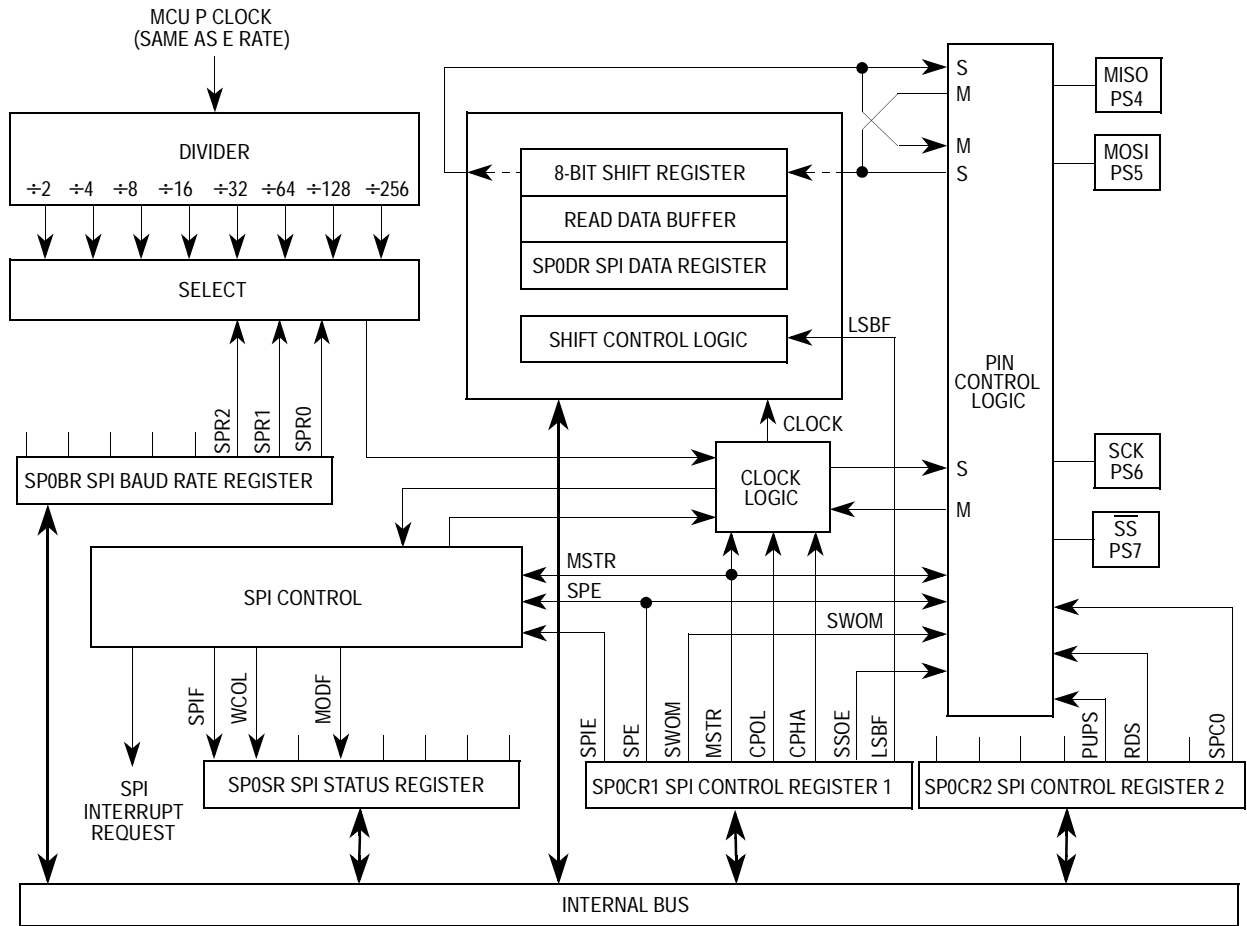 MCU P CLOCK
(SAME AS E RATE)
DIVIDER
÷2 ÷4 ÷8 ÷16 ÷32 ÷64 ÷128 ÷256
SELECT
SPR2
SPR1
SPR0
SP0BR SPI BAUD RATE REGISTER
8-BIT SHIFT REGISTER
READ DATA BUFFER
SP0DR SPI DATA REGISTER
SHIFT CONTROL LOGIC
LSBF
CLOCK
CLOCK
LOGIC
S
M
M
S
PIN
CONTROL
LOGIC
S
M
MISO
PS4
MOSI
PS5
SCK
PS6
SS
PS7
SPI CONTROL
MSTR
SPE
SWOM
SPIF
WCOL
MODF
SPI
INTERRUPT
REQUEST
SP0SR SPI STATUS REGISTER
SPIE
SPE
SWOM
MSTR
CPOL
CPHA
SSOE
LSBF
SP0CR1 SPI CONTROL REGISTER 1
PUPS
RDS
SPC0
SP0CR2 SPI CONTROL REGISTER 2
INTERNAL BUS